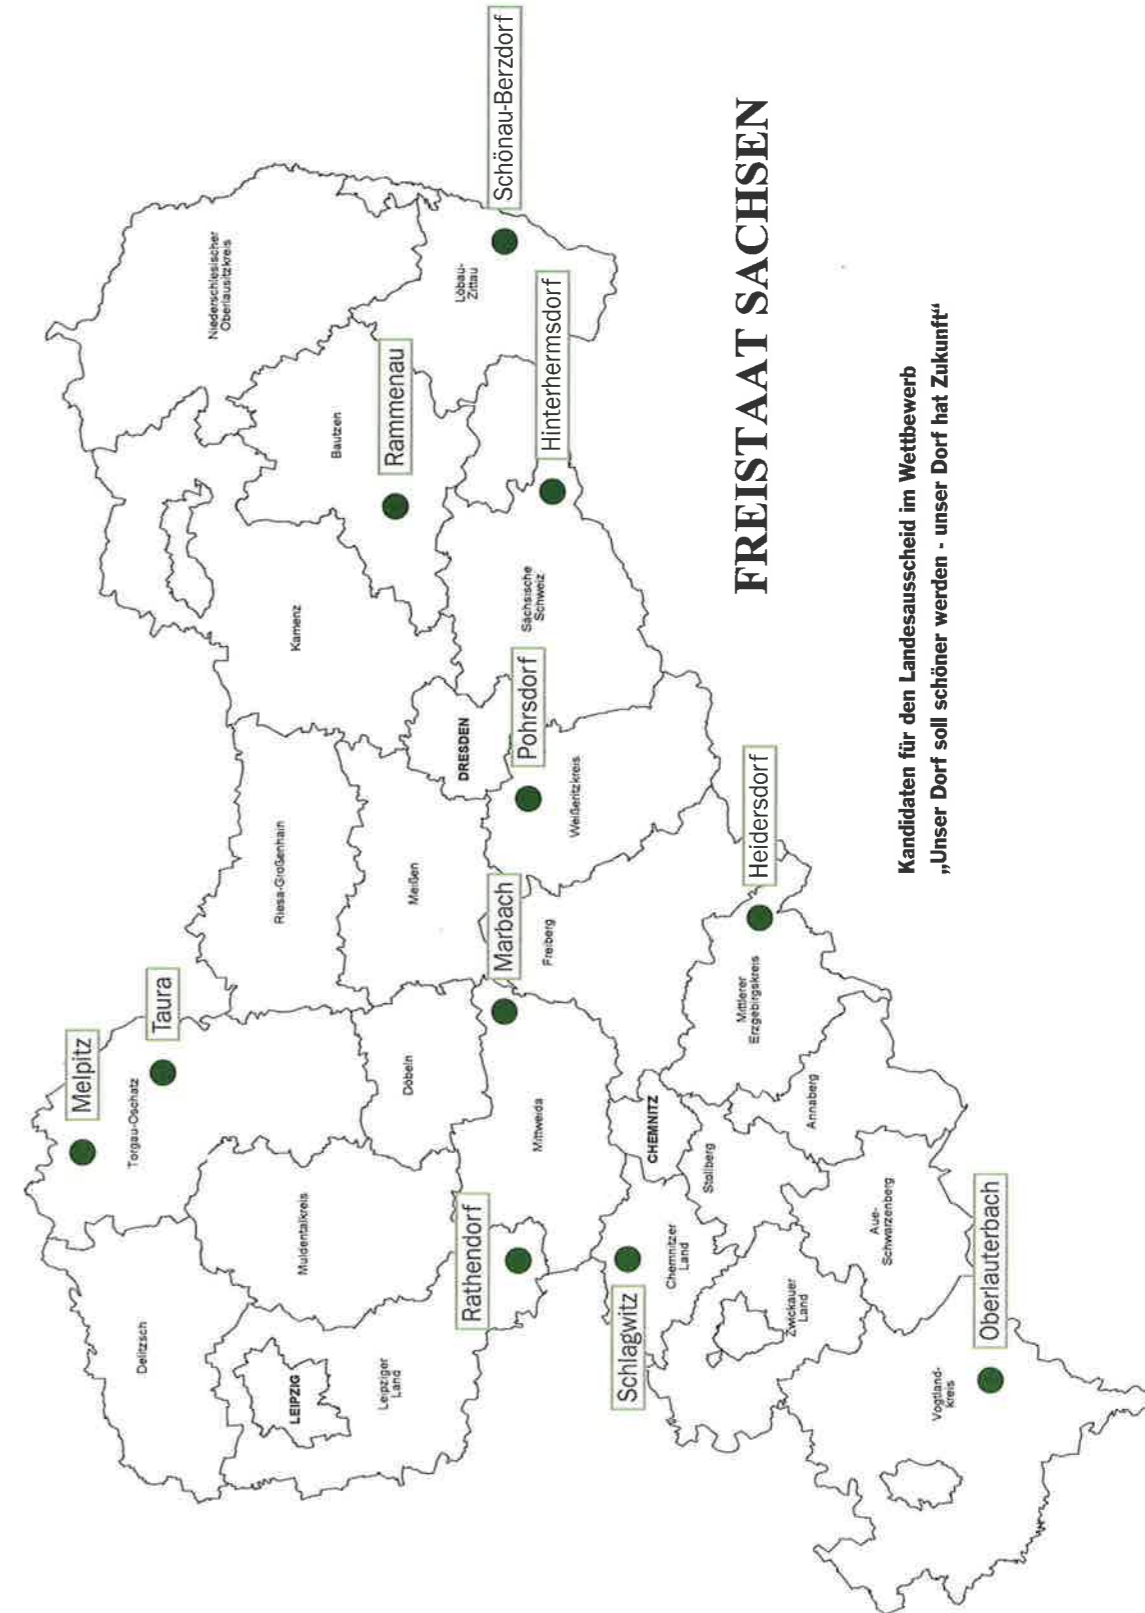 FREISTAAT SACHSEN
Kandidaten für den Landesausscheid im Wettbewerb
„Unser Dorf soll schöner werden - unser Dorf hat Zukunft“
Melpitz
Taura
Torgau-Oschatz
Delitzsch
LEIPZIG
Leipziger
Land
Muldentalkreis
Döbeln
Riesa-Großenhain
Meißen
Kamenz
Niederschlesischer
Oberlausitzkreis
Bautzen
Rammenau
Löbau-
Zittau
Schönau-Berzdorf
Hinterhermsdorf
Sächsische
Schweiz
DRESDEN
Pohrsdorf
Weißeritzkreis
Marbach
Freiberg
Rathendorf
Mittweida
Schlagwitz
Chemnitzer
Land
CHEMNITZ
Stollberg
Mittlerer
Erzgebirgskreis
Heidersdorf
Annaberg
Aue-
Schwarzenberg
Zwickauer
Land
Vogtland-
kreis
Oberlauterbach